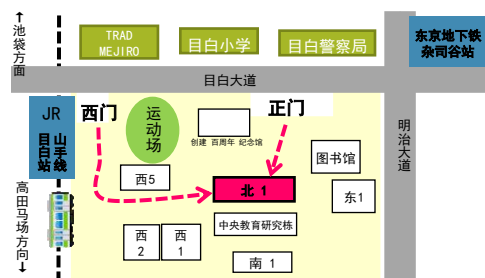 ↑池袋方面
TRAD
MEJIRO
目白小学
目白警察局
东京地下铁
杂司谷站
目白大道
JR
山手线
目白站
西门
运动场
正门
创建 百周年 纪念馆
图书馆
明治大道
西5
北 1
东1
高田马场方向↓
中央教育研究栋
西
2
西
1
南 1